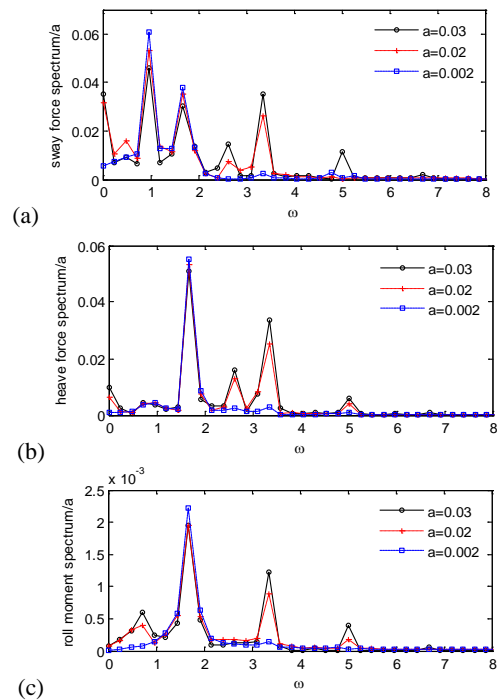 0.06
0.04
0.02
0
sway force spectrum/a
a=0.03
a=0.02
a=0.002
0 1 2 3 4 5 6 7 8
ω
(a)
0.06
0.04
0.02
0
heave force spectrum/a
a=0.03
a=0.02
a=0.002
0 1 2 3 4 5 6 7 8
ω
(b)
x 10⁻³
2.5
2
1.5
1
0.5
0
roll moment spectrum/a
a=0.03
a=0.02
a=0.002
0 1 2 3 4 5 6 7 8
ω
(c)